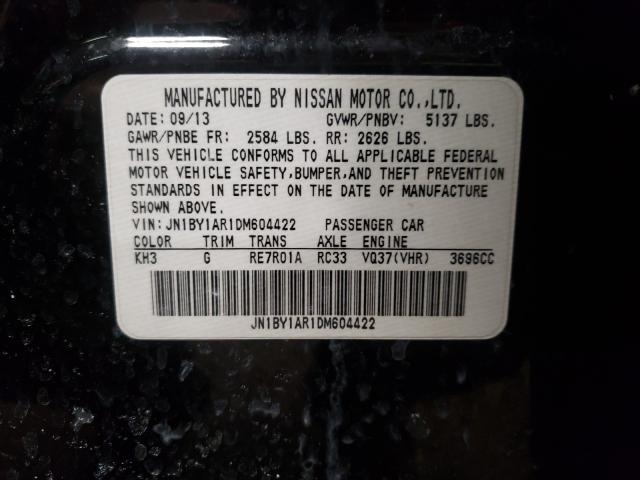 MANUFACTURED BY NISSAN MOTOR CO.,LTD.
DATE: 09/13 GVWR/PNBV: 5137 LBS.
GAWR/PNBE FR: 2584 LBS. RR: 2626 LBS.
THIS VEHICLE CONFORMS TO ALL APPLICABLE FEDERAL
MOTOR VEHICLE SAFETY,BUMPER,AND THEFT PREVENTION
STANDARDS IN EFFECT ON THE DATE OF MANUFACTURE
SHOWN ABOVE.
VIN:JN1BY1AR1DM604422 PASSENGER CAR
COLOR TRIM TRANS AXLE ENGINE
KH3 G RE7R01A RC33 VQ37(VHR) 3696CC
JN1BY1AR1DM604422